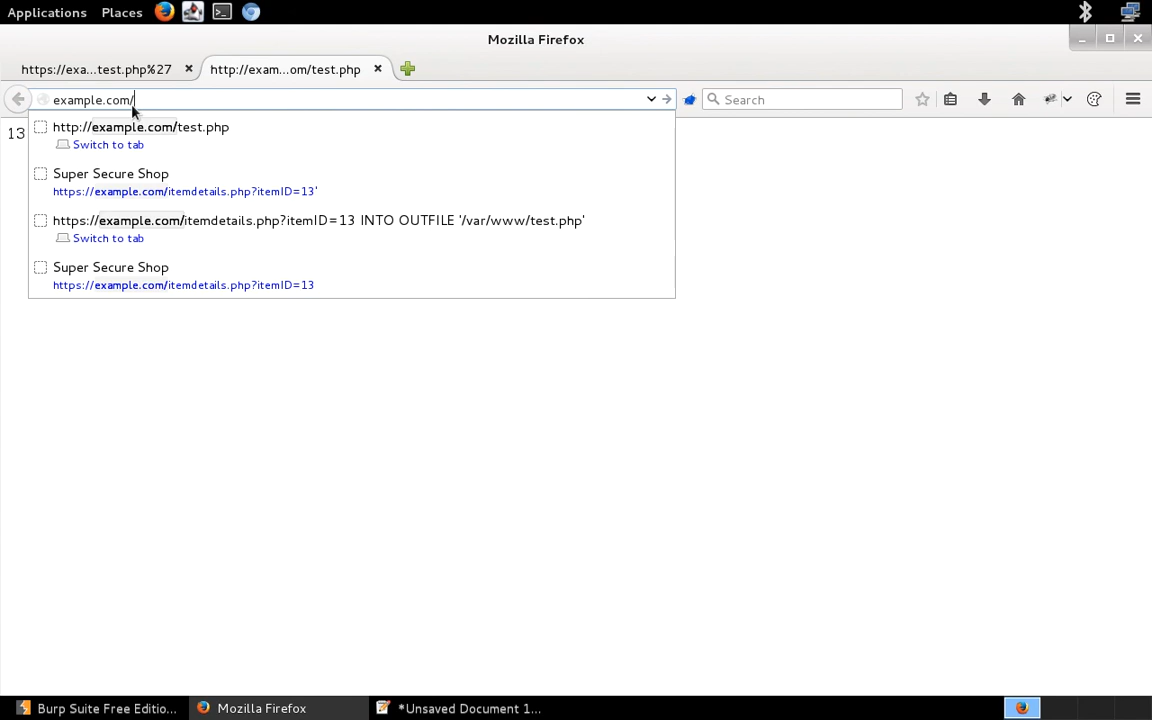 Applications Places
Mozilla Firefox
https://exa...test.php%27
http://exam...om/test.php
example.com/
Search
13
http://example.com/test.php
Switch to tab
Super Secure Shop
https://example.com/itemdetails.php?itemID=13'
https://example.com/itemdetails.php?itemID=13 INTO OUTFILE '/var/www/test.php'
Switch to tab
Super Secure Shop
https://example.com/itemdetails.php?itemID=13
Burp Suite Free Editio...
Mozilla Firefox
*Unsaved Document 1...